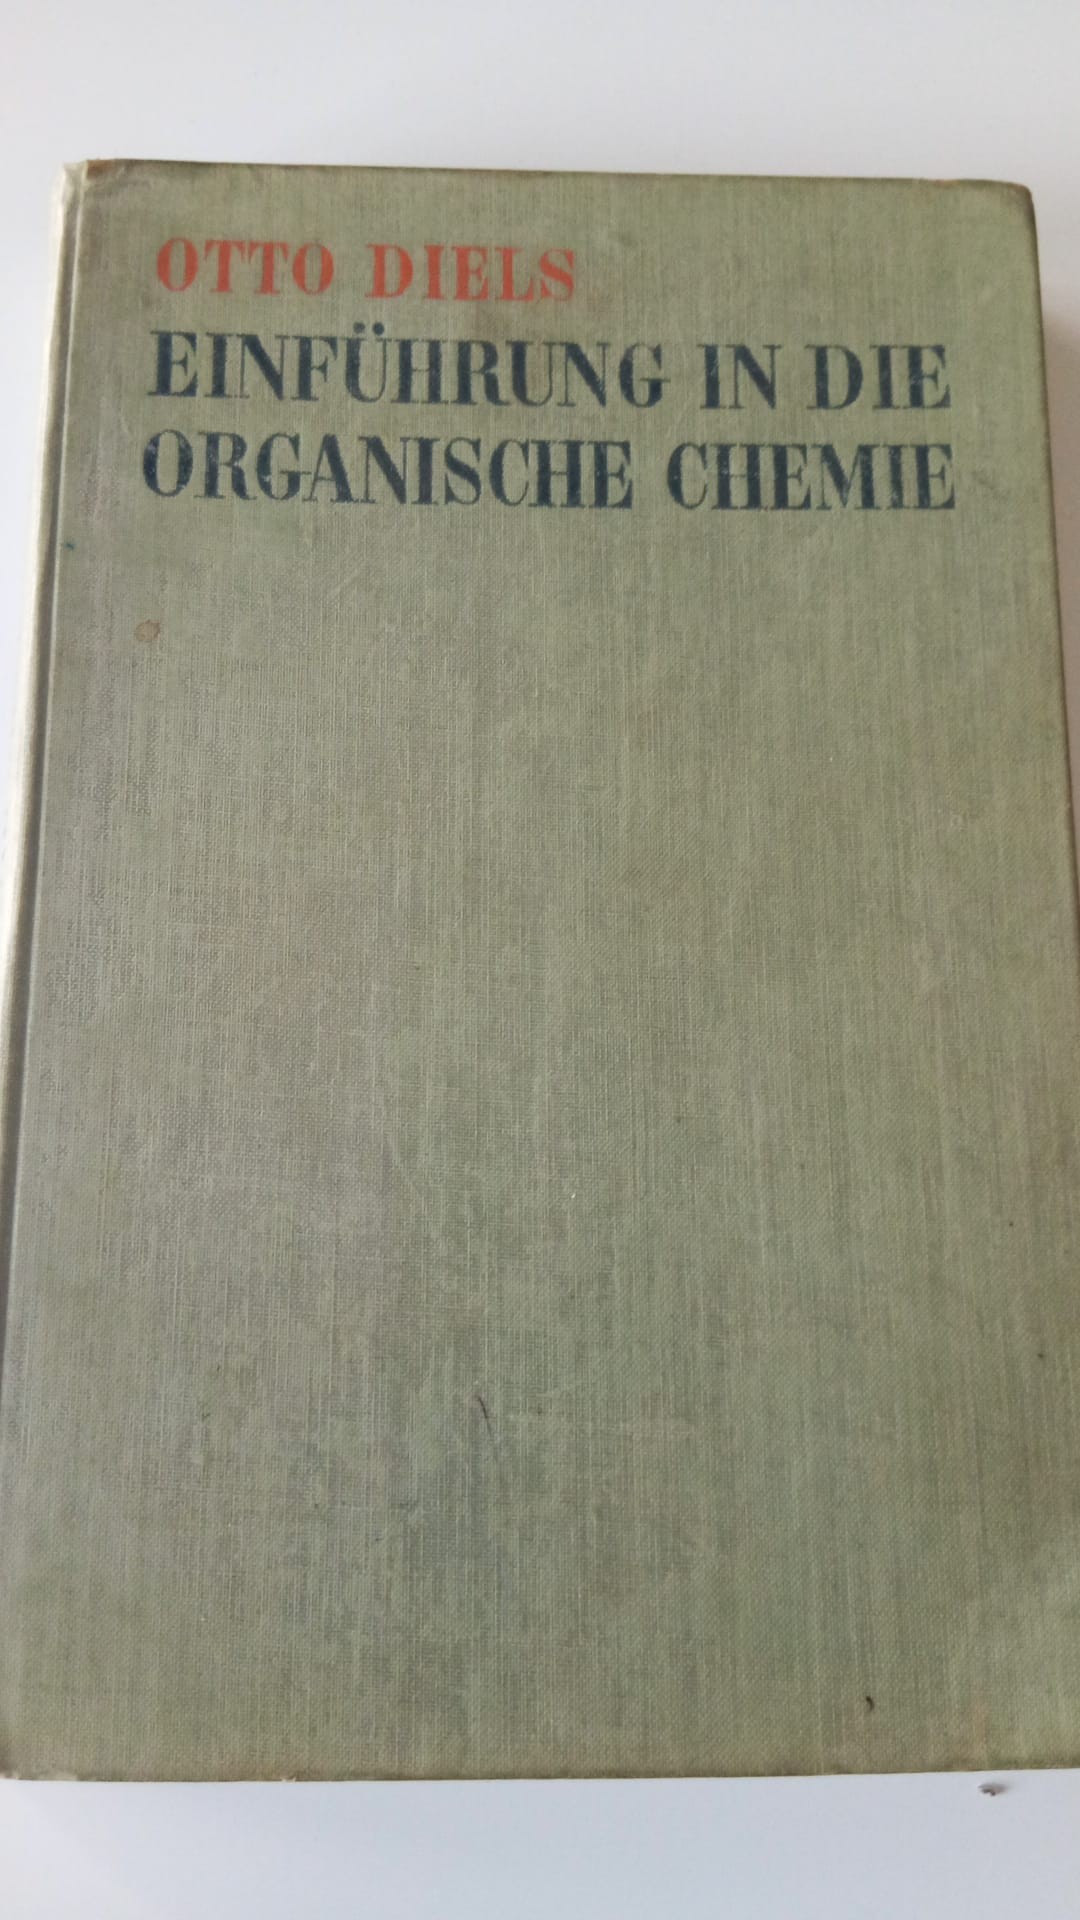 OTTO DIELS
EINFÜHRUNG IN DIE
ORGANISCHE CHEMIE